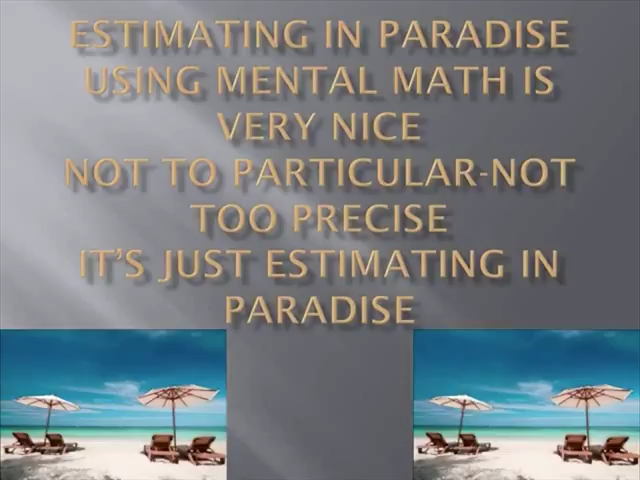 ESTIMATING IN PARADISE
USING MENTAL MATH IS
VERY NICE
NOT TO PARTICULAR-NOT
TOO PRECISE
IT'S JUST ESTIMATING IN
PARADISE